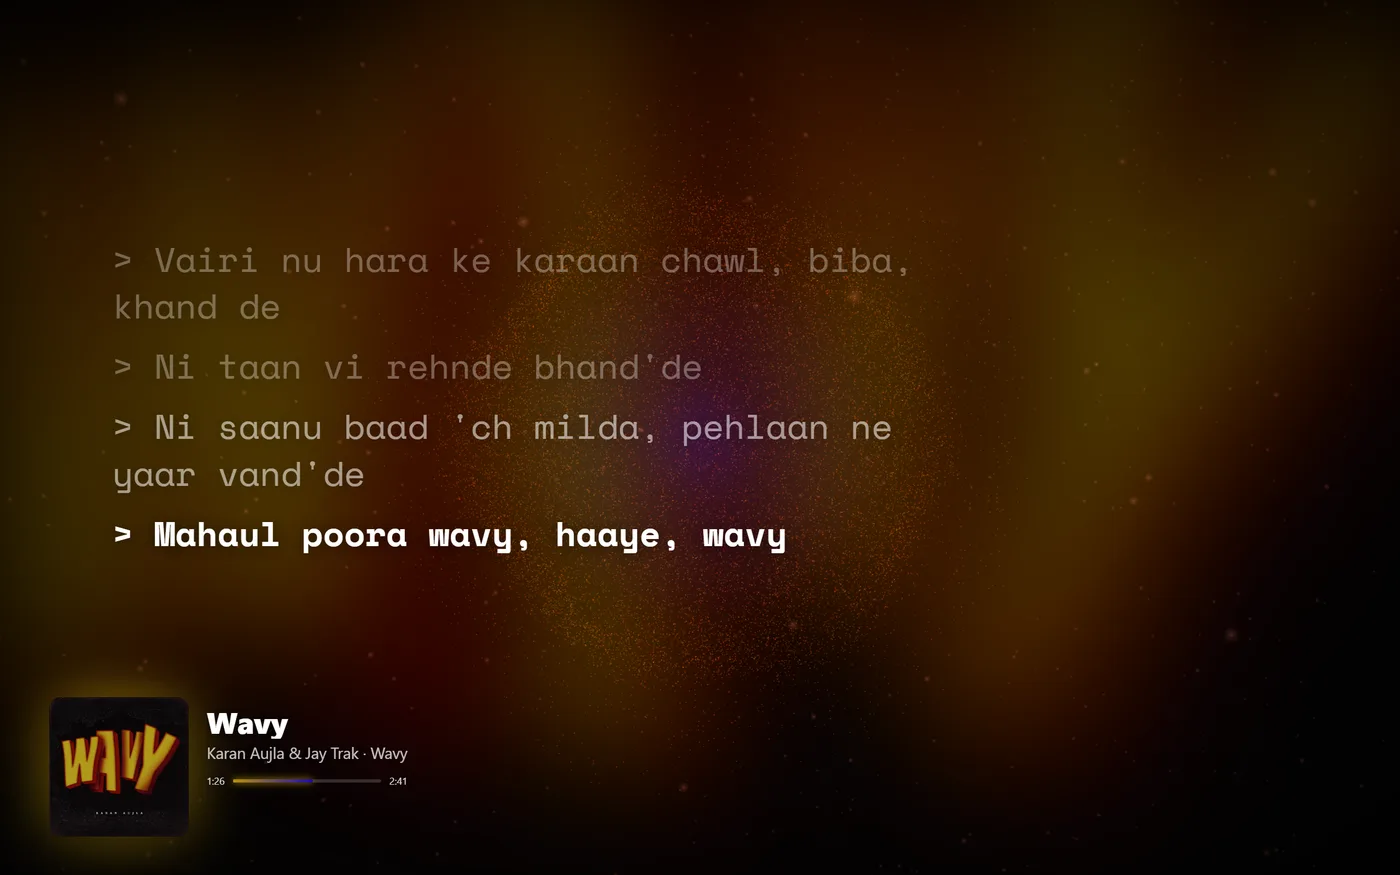 > Vairi nu hara ke karaan chawl, biba,
khand de
> Ni taan vi rehnde bhand'de
> Ni saanu baad 'ch milda, pehlaan ne
yaar vand'de
> Mahaul poora wavy, haaye, wavy
WAVY
KARAN AUJLA
Wavy
Karan Aujla & Jay Trak · Wavy
1:26 2:41